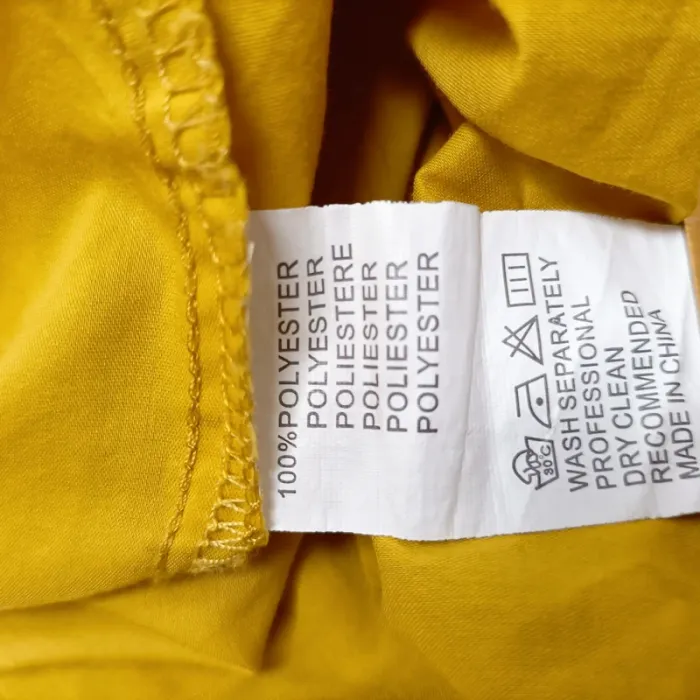 100%POLYESTER
POLYESTER
POLIESTERE
POLIESTER
POLIESTER
POLYESTER
30°C
WASH SEPARATELY
PROFESSIONAL
DRY CLEAN
RECOMMENDED
MADE IN CHINA